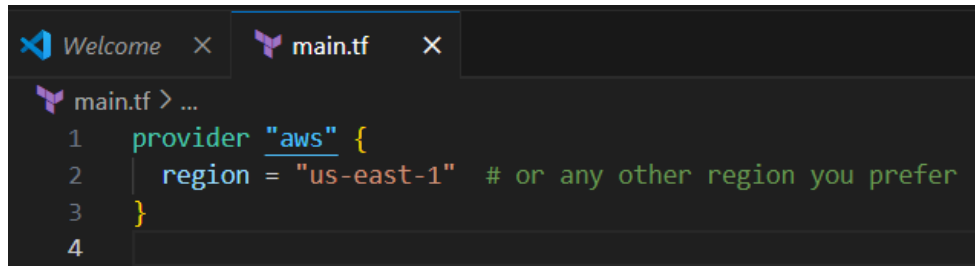 Welcome main.tf
main.tf > ...
1 provider "aws" {
2 region = "us-east-1" # or any other region you prefer
3 }
4